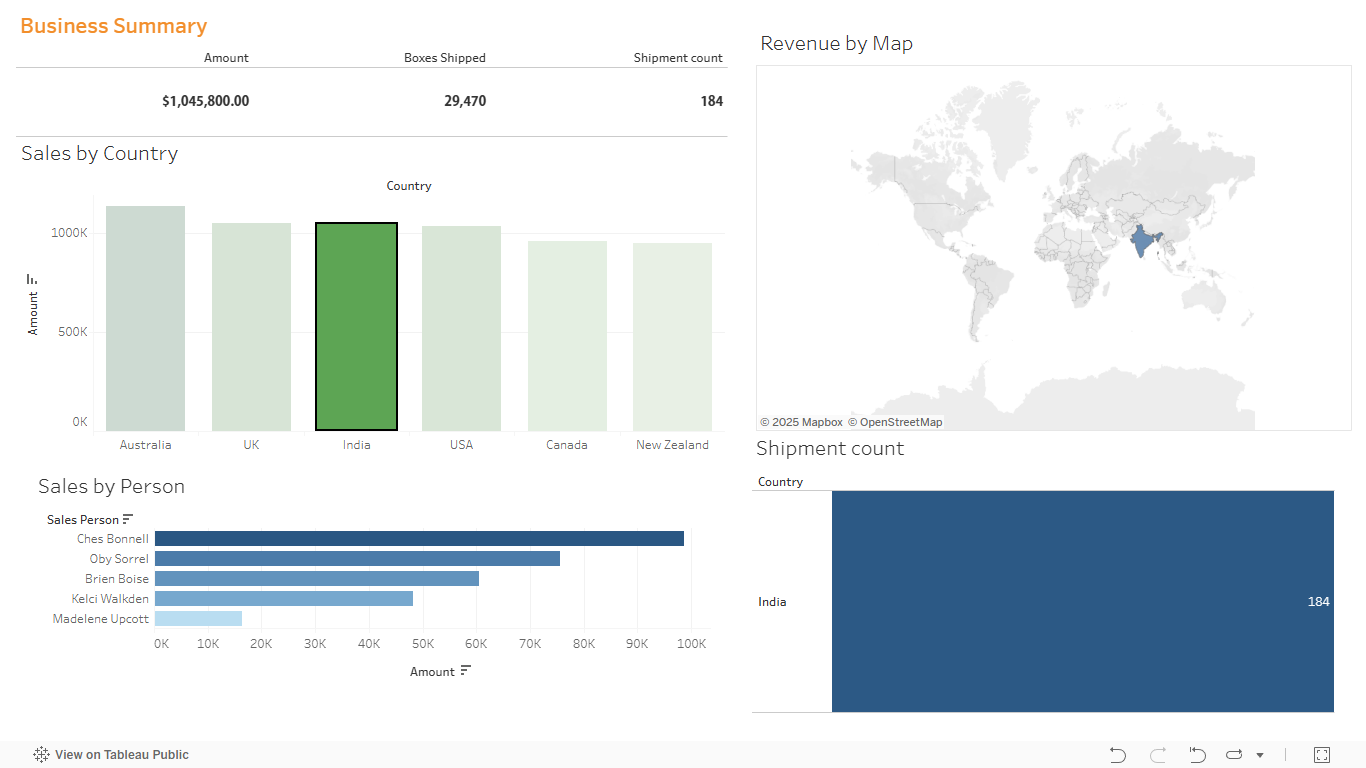 Business Summary
Amount Boxes Shipped Shipment count
$1,045,800.00 29,470 184
Sales by Country
Country
1000K
500K
0K
Amount
Australia UK India USA Canada New Zealand
Sales by Person
Sales Person
Ches Bonnell
Oby Sorrel
Brien Boise
Kelci Walkden
Madelene Upcott
0K 10K 20K 30K 40K 50K 60K 70K 80K 90K 100K
Amount
Revenue by Map
© 2025 Mapbox © OpenStreetMap
Shipment count
Country
India 184
View on Tableau Public